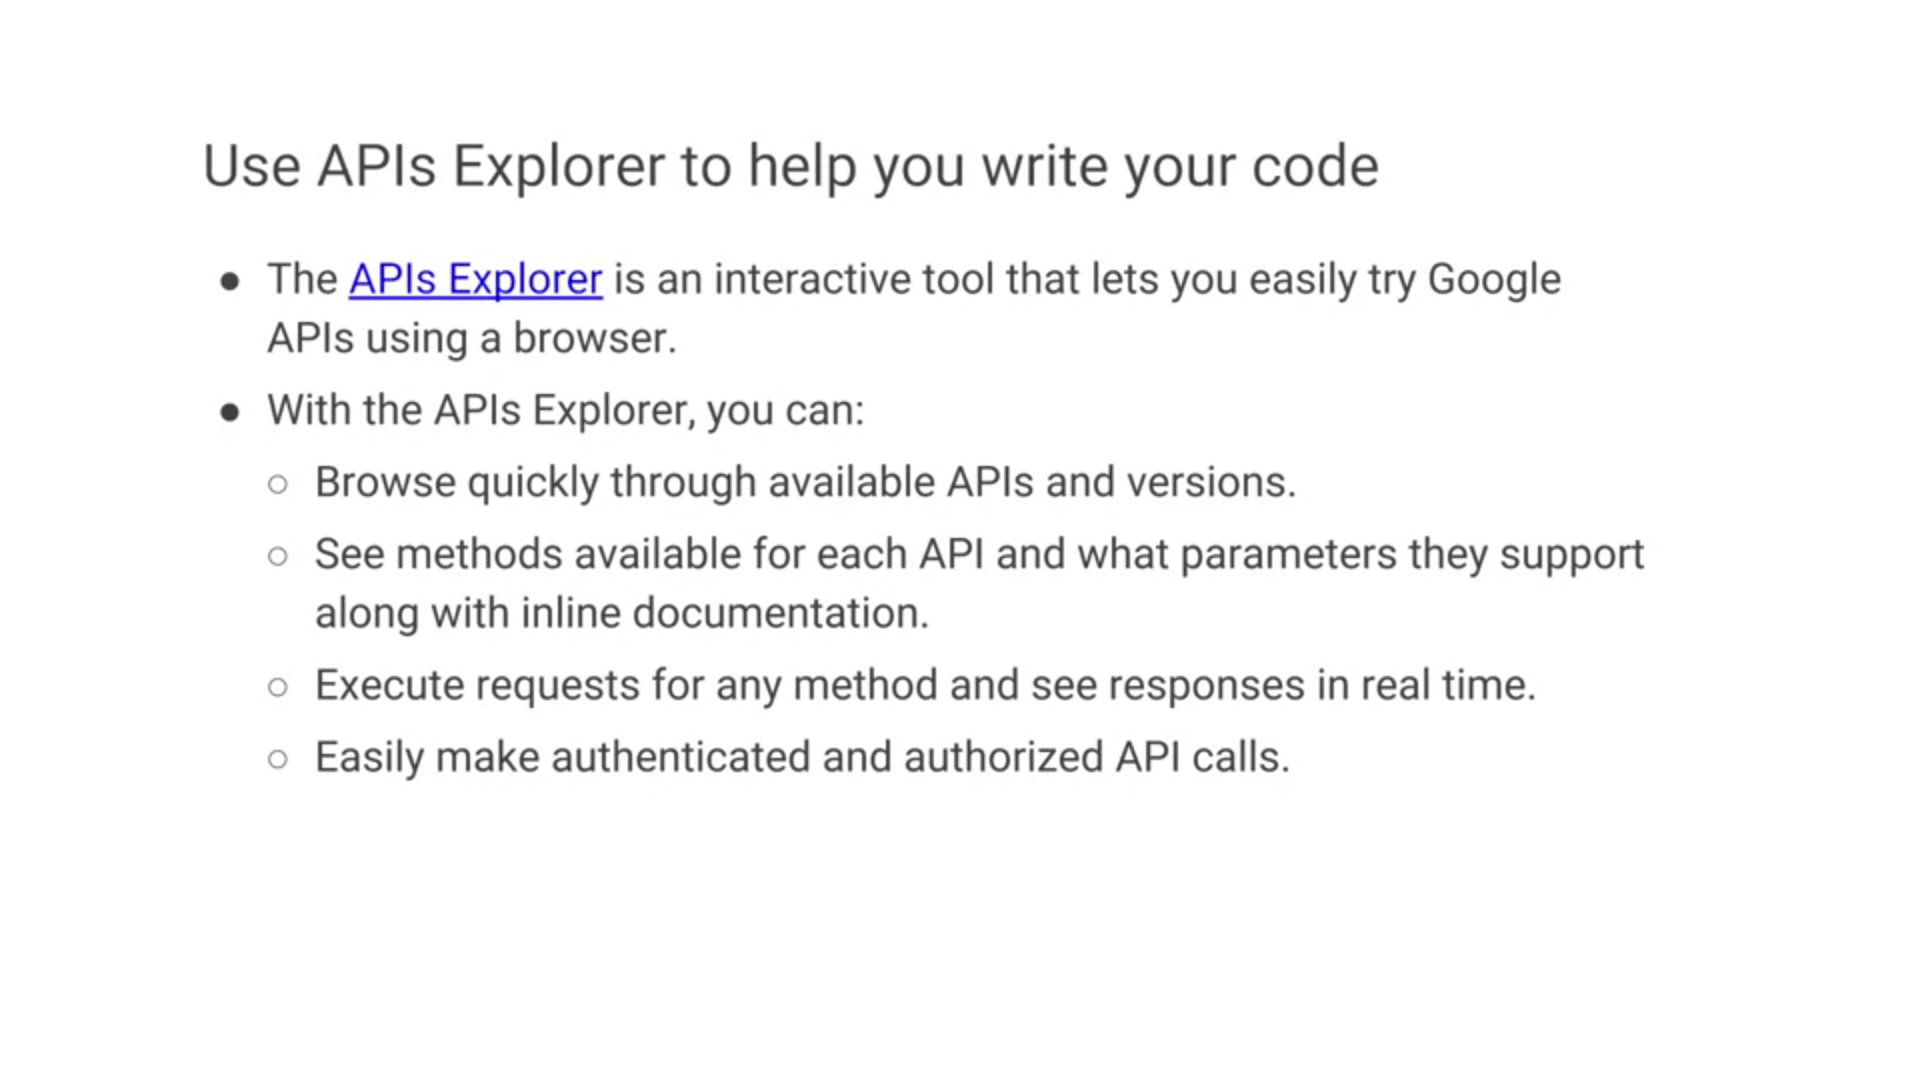 Use APIs Explorer to help you write your code
● The APIs Explorer is an interactive tool that lets you easily try Google
APIs using a browser.
● With the APIs Explorer, you can:
○ Browse quickly through available APIs and versions.
○ See methods available for each API and what parameters they support
along with inline documentation.
○ Execute requests for any method and see responses in real time.
○ Easily make authenticated and authorized API calls.